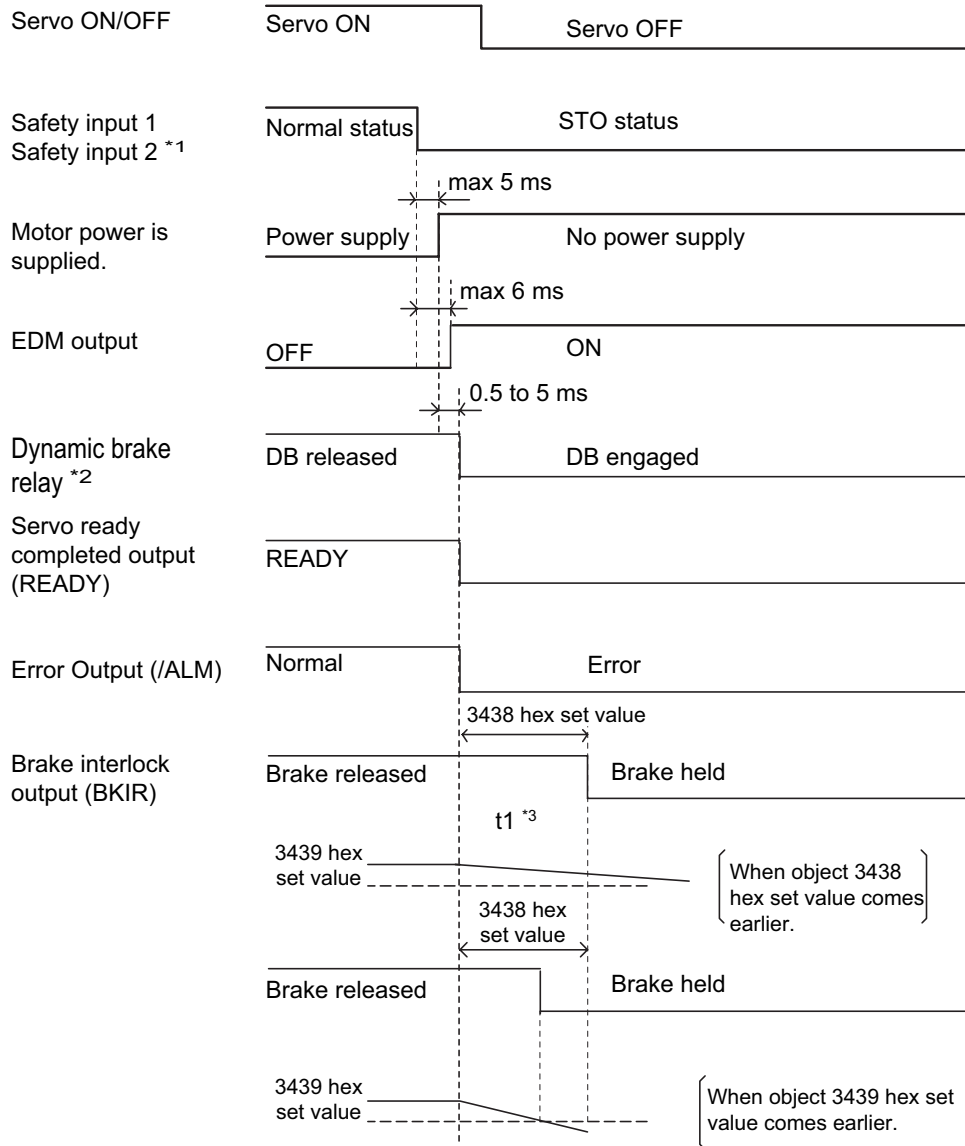 Servo ON/OFF
Servo ON
Servo OFF
Safety input 1
Safety input 2 *1
Normal status
STO status
max 5 ms
Motor power is
supplied.
Power supply
No power supply
max 6 ms
EDM output
OFF
ON
0.5 to 5 ms
Dynamic brake
relay *2
DB released
DB engaged
Servo ready
completed output
(READY)
READY
Error Output (/ALM)
Normal
Error
3438 hex set value
Brake interlock
output (BKIR)
Brake released
Brake held
t1 *3
3439 hex
set value
When object 3438
hex set value comes
earlier.
3438 hex
set value
Brake released
Brake held
3439 hex
set value
When object 3439 hex set
value comes earlier.